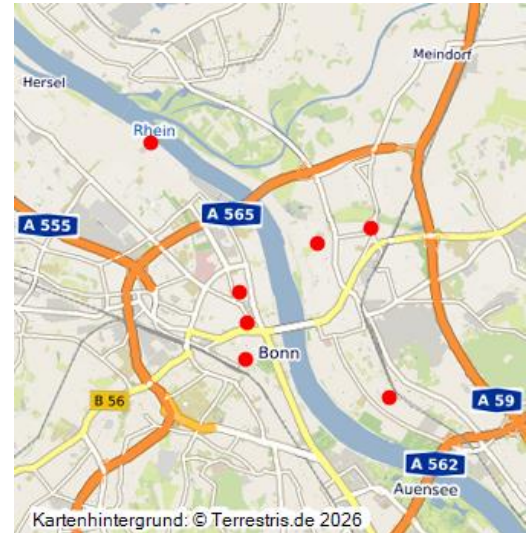 Meindorf
Hersel
Rhein
A 565
A 555
Bonn
B 56
A 59
A 562
Auensee
Kartenhintergrund: © Terrestris.de 2026